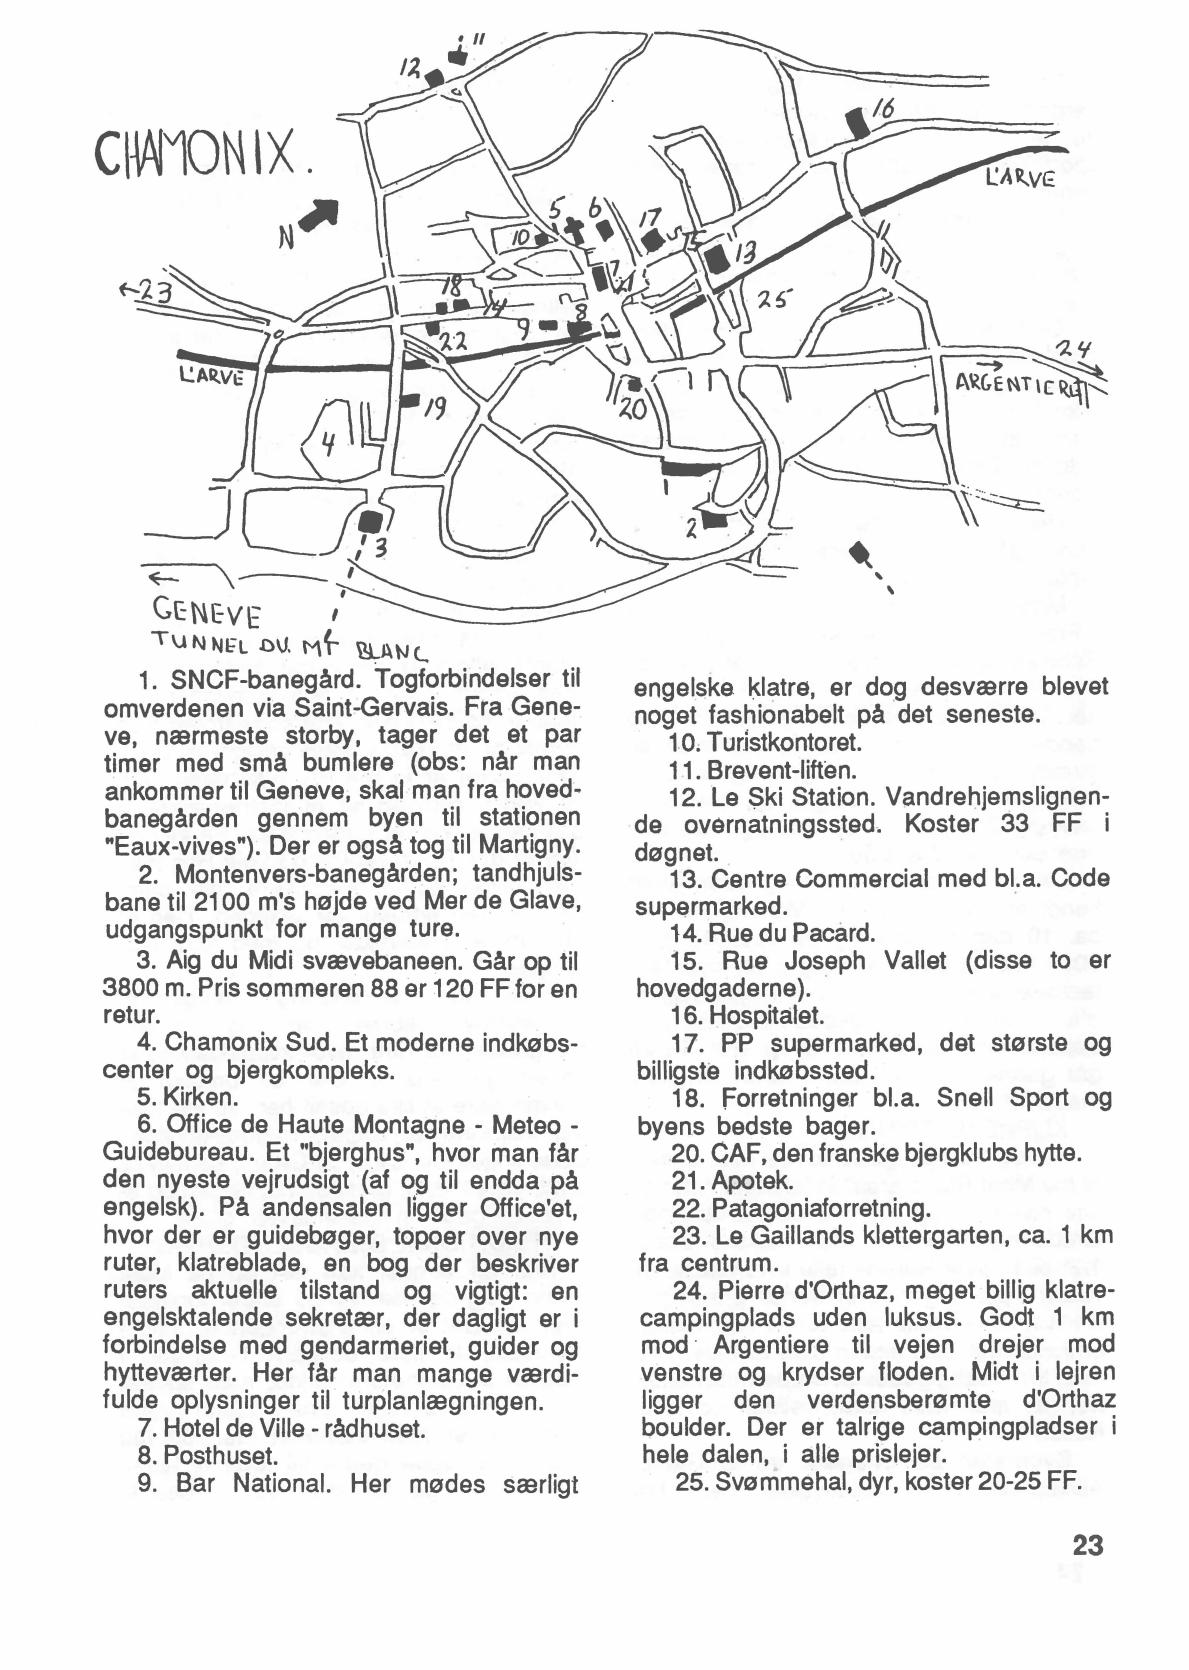 11
12
CHAMONIX.
16
L'ARVE
N
5 6 17
10
15
13
7
21
←23
18
14
25
9 8
22
24
L'ARVE
ARGENTIERE
19
20
4
1
2
3
GENEVE
TUNNEL DU. MT BLANC
1. SNCF-banegård. Togforbindelser til
omverdenen via Saint-Gervais. Fra Gene-
ve, nærmeste storby, tager det et par
timer med små bumlere (obs: når man
ankommer til Geneve, skal man fra hoved-
banegården gennem byen til stationen
"Eaux-vives"). Der er også tog til Martigny.
2. Montenvers-banegården; tandhjuls-
bane til 2100 m's højde ved Mer de Glave,
udgangspunkt for mange ture.
3. Aig du Midi svævebaneen. Går op til
3800 m. Pris sommeren 88 er 120 FF for en
retur.
4. Chamonix Sud. Et moderne indkøbs-
center og bjergkompleks.
5. Kirken.
6. Office de Haute Montagne - Meteo -
Guidebureau. Et "bjerghus", hvor man får
den nyeste vejrudsigt (af og til endda på
engelsk). På andensalen ligger Office'et,
hvor der er guidebøger, topoer over nye
ruter, klatreblade, en bog der beskriver
ruters aktuelle tilstand og vigtigt: en
engelsktalende sekretær, der dagligt er i
forbindelse med gendarmeriet, guider og
hytteværter. Her får man mange værdi-
fulde oplysninger til turplanlægningen.
7. Hotel de Ville - rådhuset.
8. Posthuset.
9. Bar National. Her mødes særligt
engelske klatre, er dog desværre blevet
noget fashionabelt på det seneste.
10. Turistkontoret.
11. Brevent-liften.
12. Le Ski Station. Vandrehjemslignen-
de overnatningssted. Koster 33 FF i
døgnet.
13. Centre Commercial med bl.a. Code
supermarked.
14. Rue du Pacard.
15. Rue Joseph Vallet (disse to er
hovedgaderne).
16. Hospitalet.
17. PP supermarked, det største og
billigste indkøbssted.
18. Forretninger bl.a. Snell Sport og
byens bedste bager.
20. CAF, den franske bjergklubs hytte.
21. Apotek.
22. Patagoniaforretning.
23. Le Gaillands klettergarten, ca. 1 km
fra centrum.
24. Pierre d'Orthaz, meget billig klatre-
campingplads uden luksus. Godt 1 km
mod Argentiere til vejen drejer mod
venstre og krydser floden. Midt i lejren
ligger den verdensberømte d'Orthaz
boulder. Der er talrige campingpladser i
hele dalen, i alle prislejer.
25. Svømmehal, dyr, koster 20-25 FF.
23